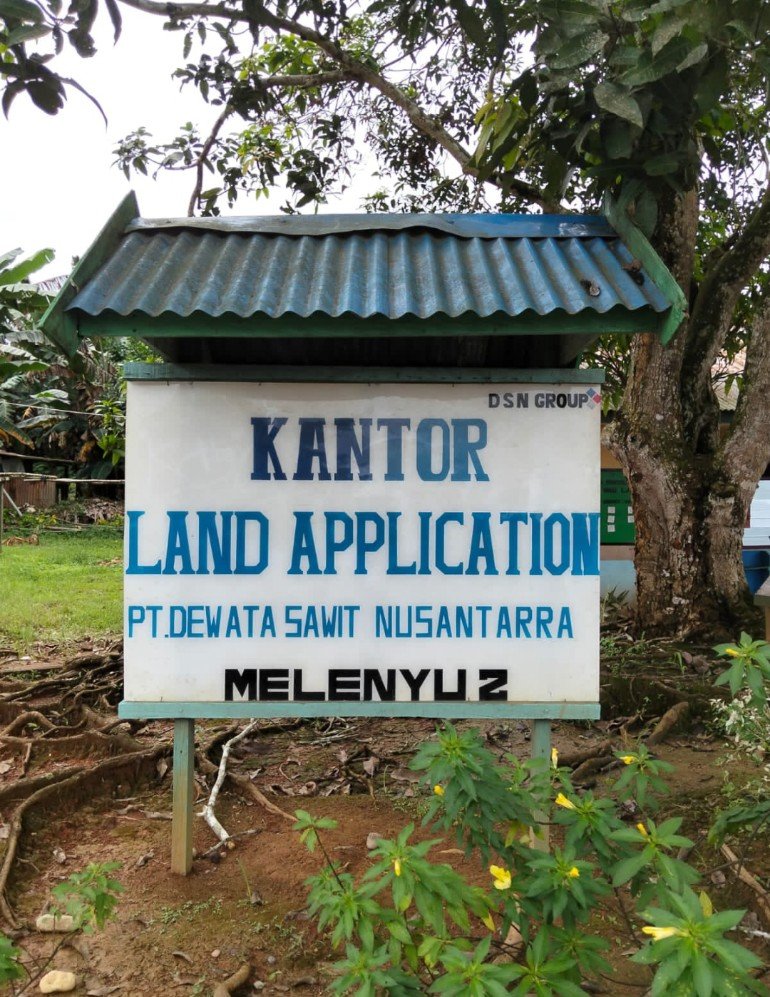 DSN GROUP
KANTOR
LAND APPLICATION
PT.DEWATA SAWIT NUSANTARRA
MELENYU 2